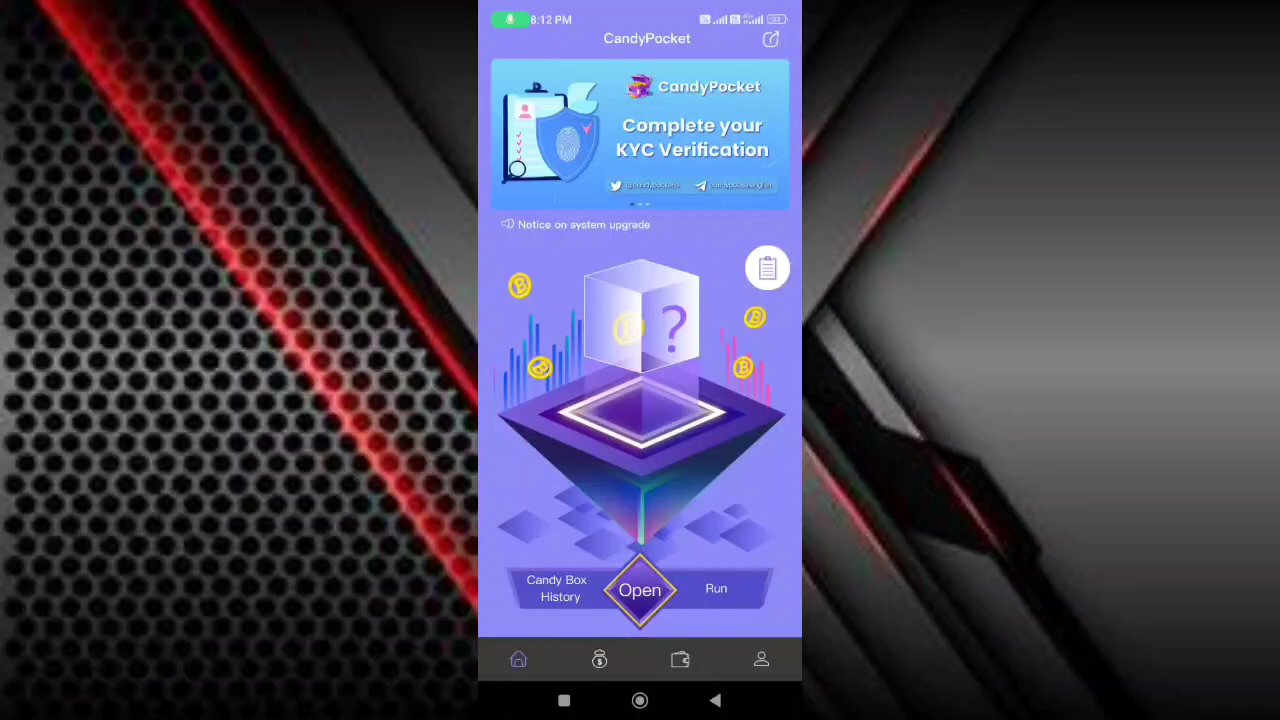 8:12 PM
CandyPocket
CandyPocket
Complete your
KYC Verification
Notice on system upgrade
?
Candy Box
History
Open
Run